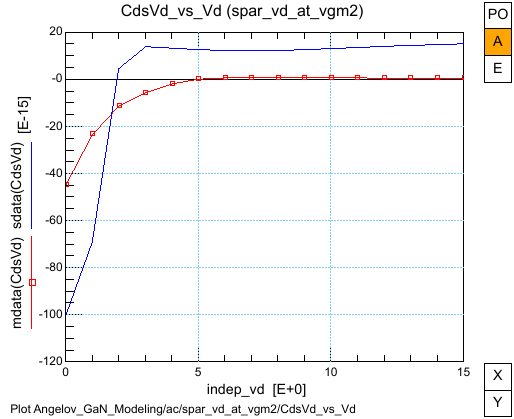 CdsVd_vs_Vd (spar_vd_at_vgm2)
PO
A
E
20
-0
-20
-40
-60
-80
-100
-120
mdata(CdsVd) sdata(CdsVd) [E-15]
0
5
10
15
indep_vd [E+0]
X
Y
Plot Angelov_GaN_Modeling/ac/spar_vd_at_vgm2/CdsVd_vs_Vd